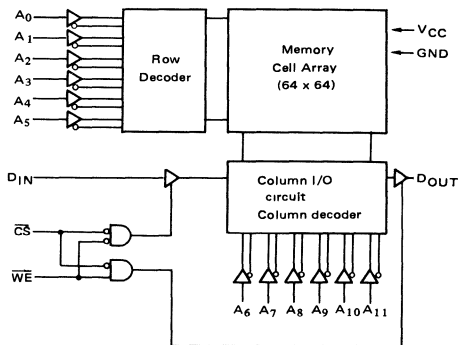 A0
A1
A2
A3
A4
A5
Row
Decoder
Memory
Cell Array
(64 x 64)
VCC
GND
DIN
Column I/O
circuit
Column decoder
DOUT
CS
WE
A6 A7 A8 A9 A10 A11